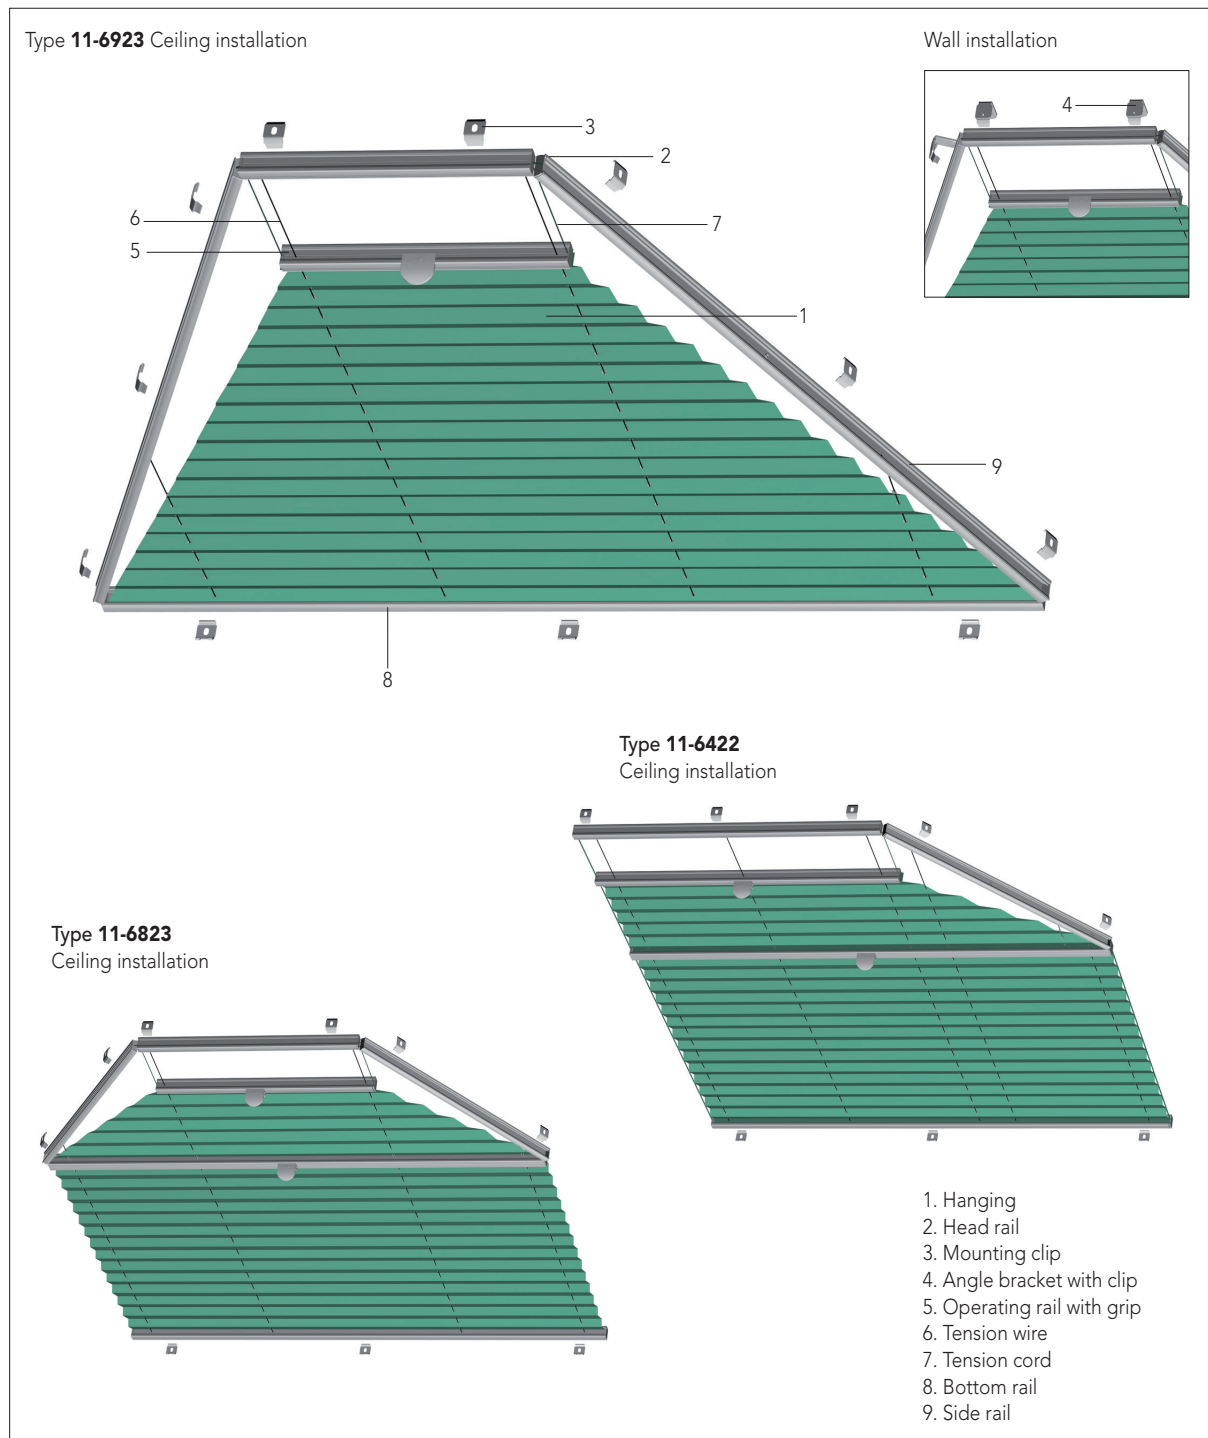 Type 11-6923 Ceiling installation
Wall installation
4
3
2
6
7
5
1
9
8
Type 11-6422
Ceiling installation
Type 11-6823
Ceiling installation
1. Hanging
2. Head rail
3. Mounting clip
4. Angle bracket with clip
5. Operating rail with grip
6. Tension wire
7. Tension cord
8. Bottom rail
9. Side rail